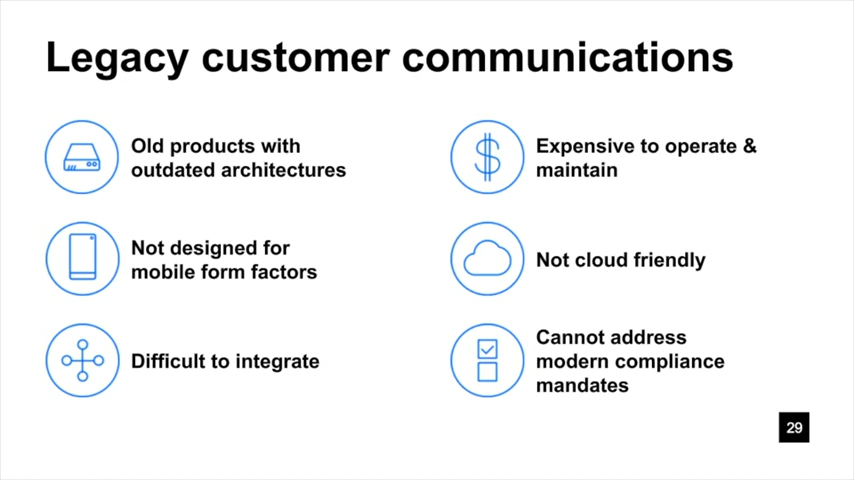 Legacy customer communications
Old products with
outdated architectures
Expensive to operate &
maintain
Not designed for
mobile form factors
Not cloud friendly
Difficult to integrate
Cannot address
modern compliance
mandates
29